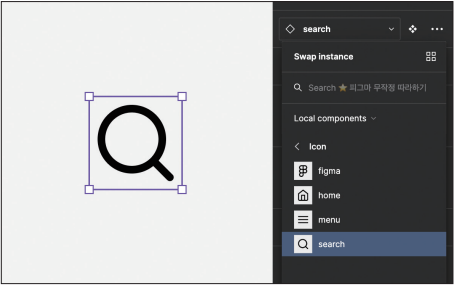 search
Swap instance
Search ⭐ 피그마 무작정 따라하기
Local components
Icon
figma
home
menu
search